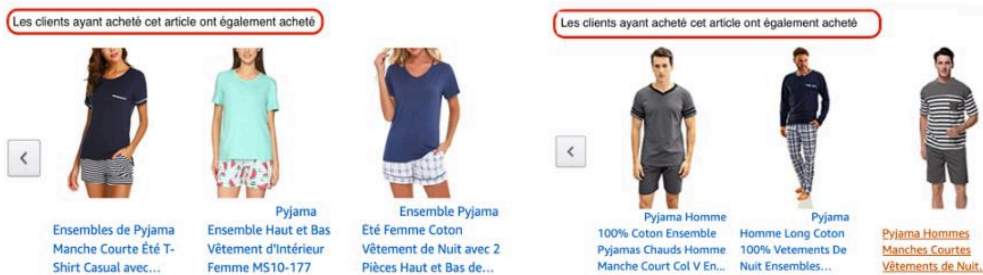 Les clients ayant acheté cet article ont également acheté
Ensembles de Pyjama
Manche Courte Été T-
Shirt Casual avec...
Pyjama
Ensemble Haut et Bas
Vêtement d'Intérieur
Femme MS10-177
Ensemble Pyjama
Eté Femme Coton
Vêtement de Nuit avec 2
Pièces Haut et Bas de...
Les clients ayant acheté cet article ont également acheté
Pyjama Homme
100% Coton Ensemble
Pyjamas Chauds Homme
Manche Court Col V En...
Pyjama
Homme Long Coton
100% Vetements De
Nuit Ensembles...
Pyjama Hommes
Manches Courtes
Vêtements de Nuit.